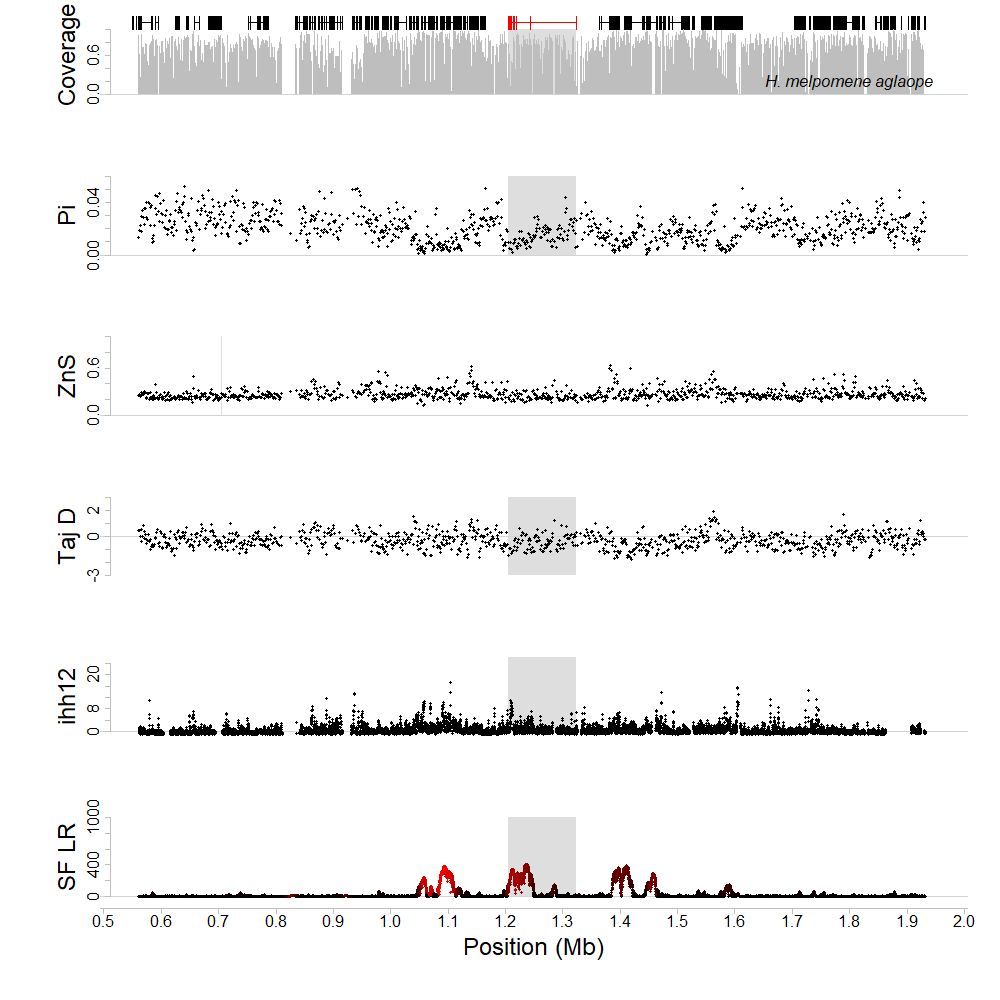 Coverage
0.0 0.6
H. melpomene aglaope
Pi
0.00 0.04
ZnS
0.0 0.6
Taj D
-3 0 2
ihh12
0 8 20
SF LR
0 400 1000
0.5 0.6 0.7 0.8 0.9 1.0 1.1 1.2 1.3 1.4 1.5 1.6 1.7 1.8 1.9 2.0
Position (Mb)